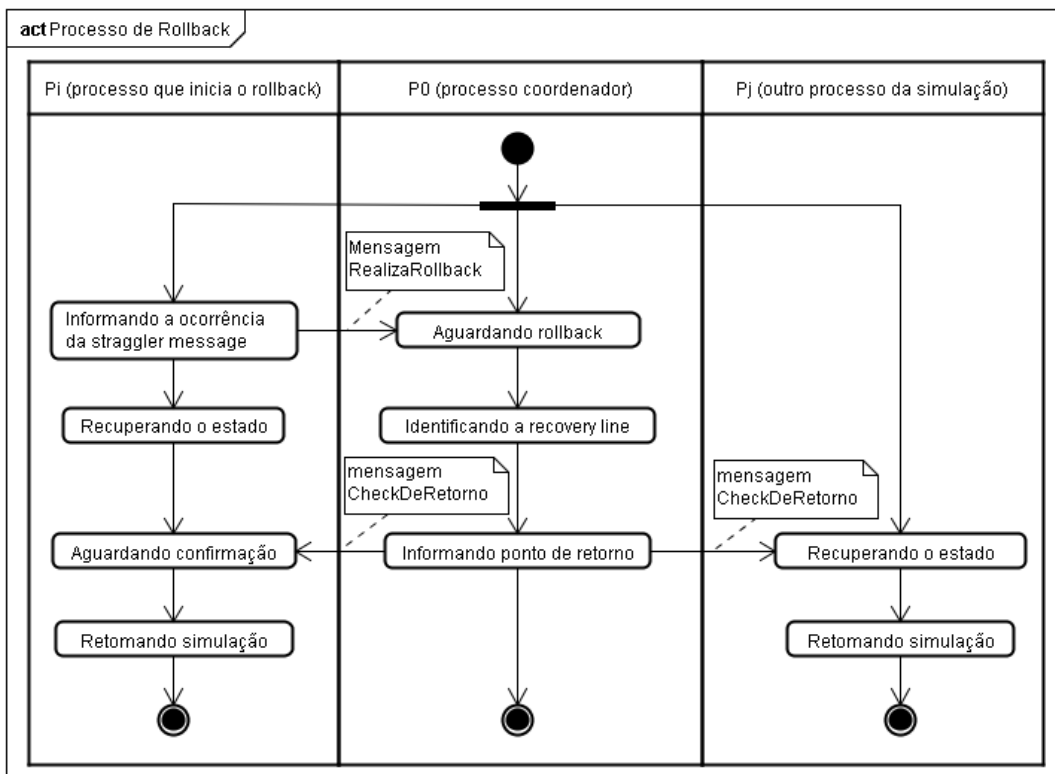 act Processo de Rollback
Pi (processo que inicia o rollback)
P0 (processo coordenador)
Pj (outro processo da simulação)
Mensagem
RealizaRollback
Informando a ocorrência
da straggler message
Aguardando rollback
Recuperando o estado
Identificando a recovery line
mensagem
CheckDeRetorno
mensagem
CheckDeRetorno
Aguardando confirmação
Informando ponto de retorno
Recuperando o estado
Retomando simulação
Retomando simulação